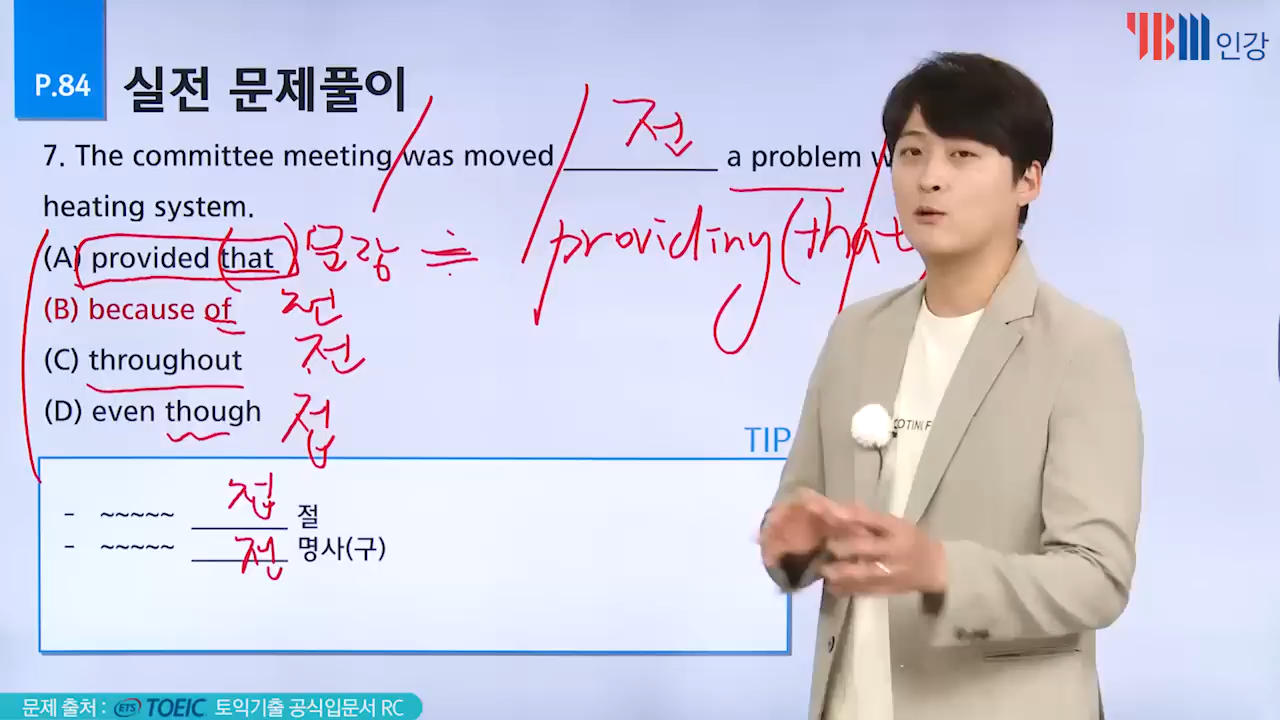 P.84
실전 문제풀이
YBM 인강
전
7. The committee meeting was moved ________ a problem
heating system.
(A) provided that 문장 ≒ providing (that
(B) because of 전
(C) throughout 전
(D) even though 접
TIP
- ~~~~~ 접 절
- ~~~~~ 전 명사(구)
문제 출처 : ETS TOEIC 토익기출 공식입문서 RC